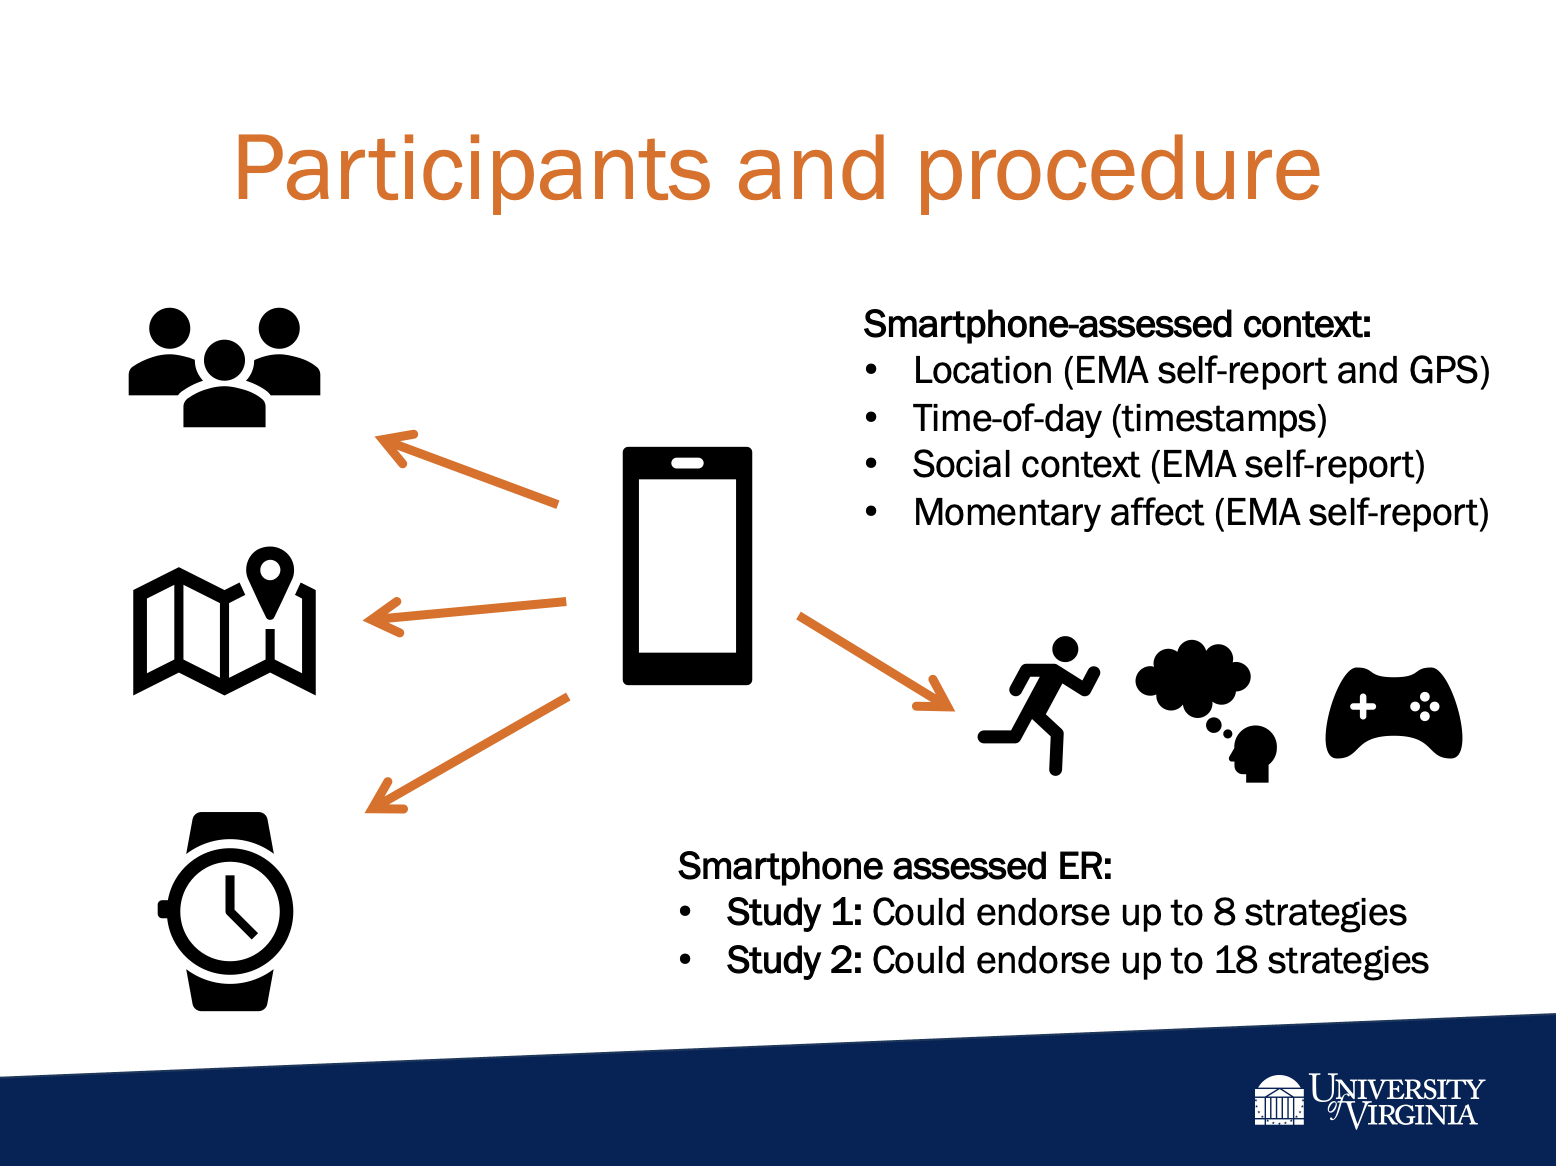 Participants and procedure
Smartphone-assessed context:
• Location (EMA self-report and GPS)
• Time-of-day (timestamps)
• Social context (EMA self-report)
• Momentary affect (EMA self-report)
Smartphone assessed ER:
• Study 1: Could endorse up to 8 strategies
• Study 2: Could endorse up to 18 strategies
UNIVERSITY
of VIRGINIA